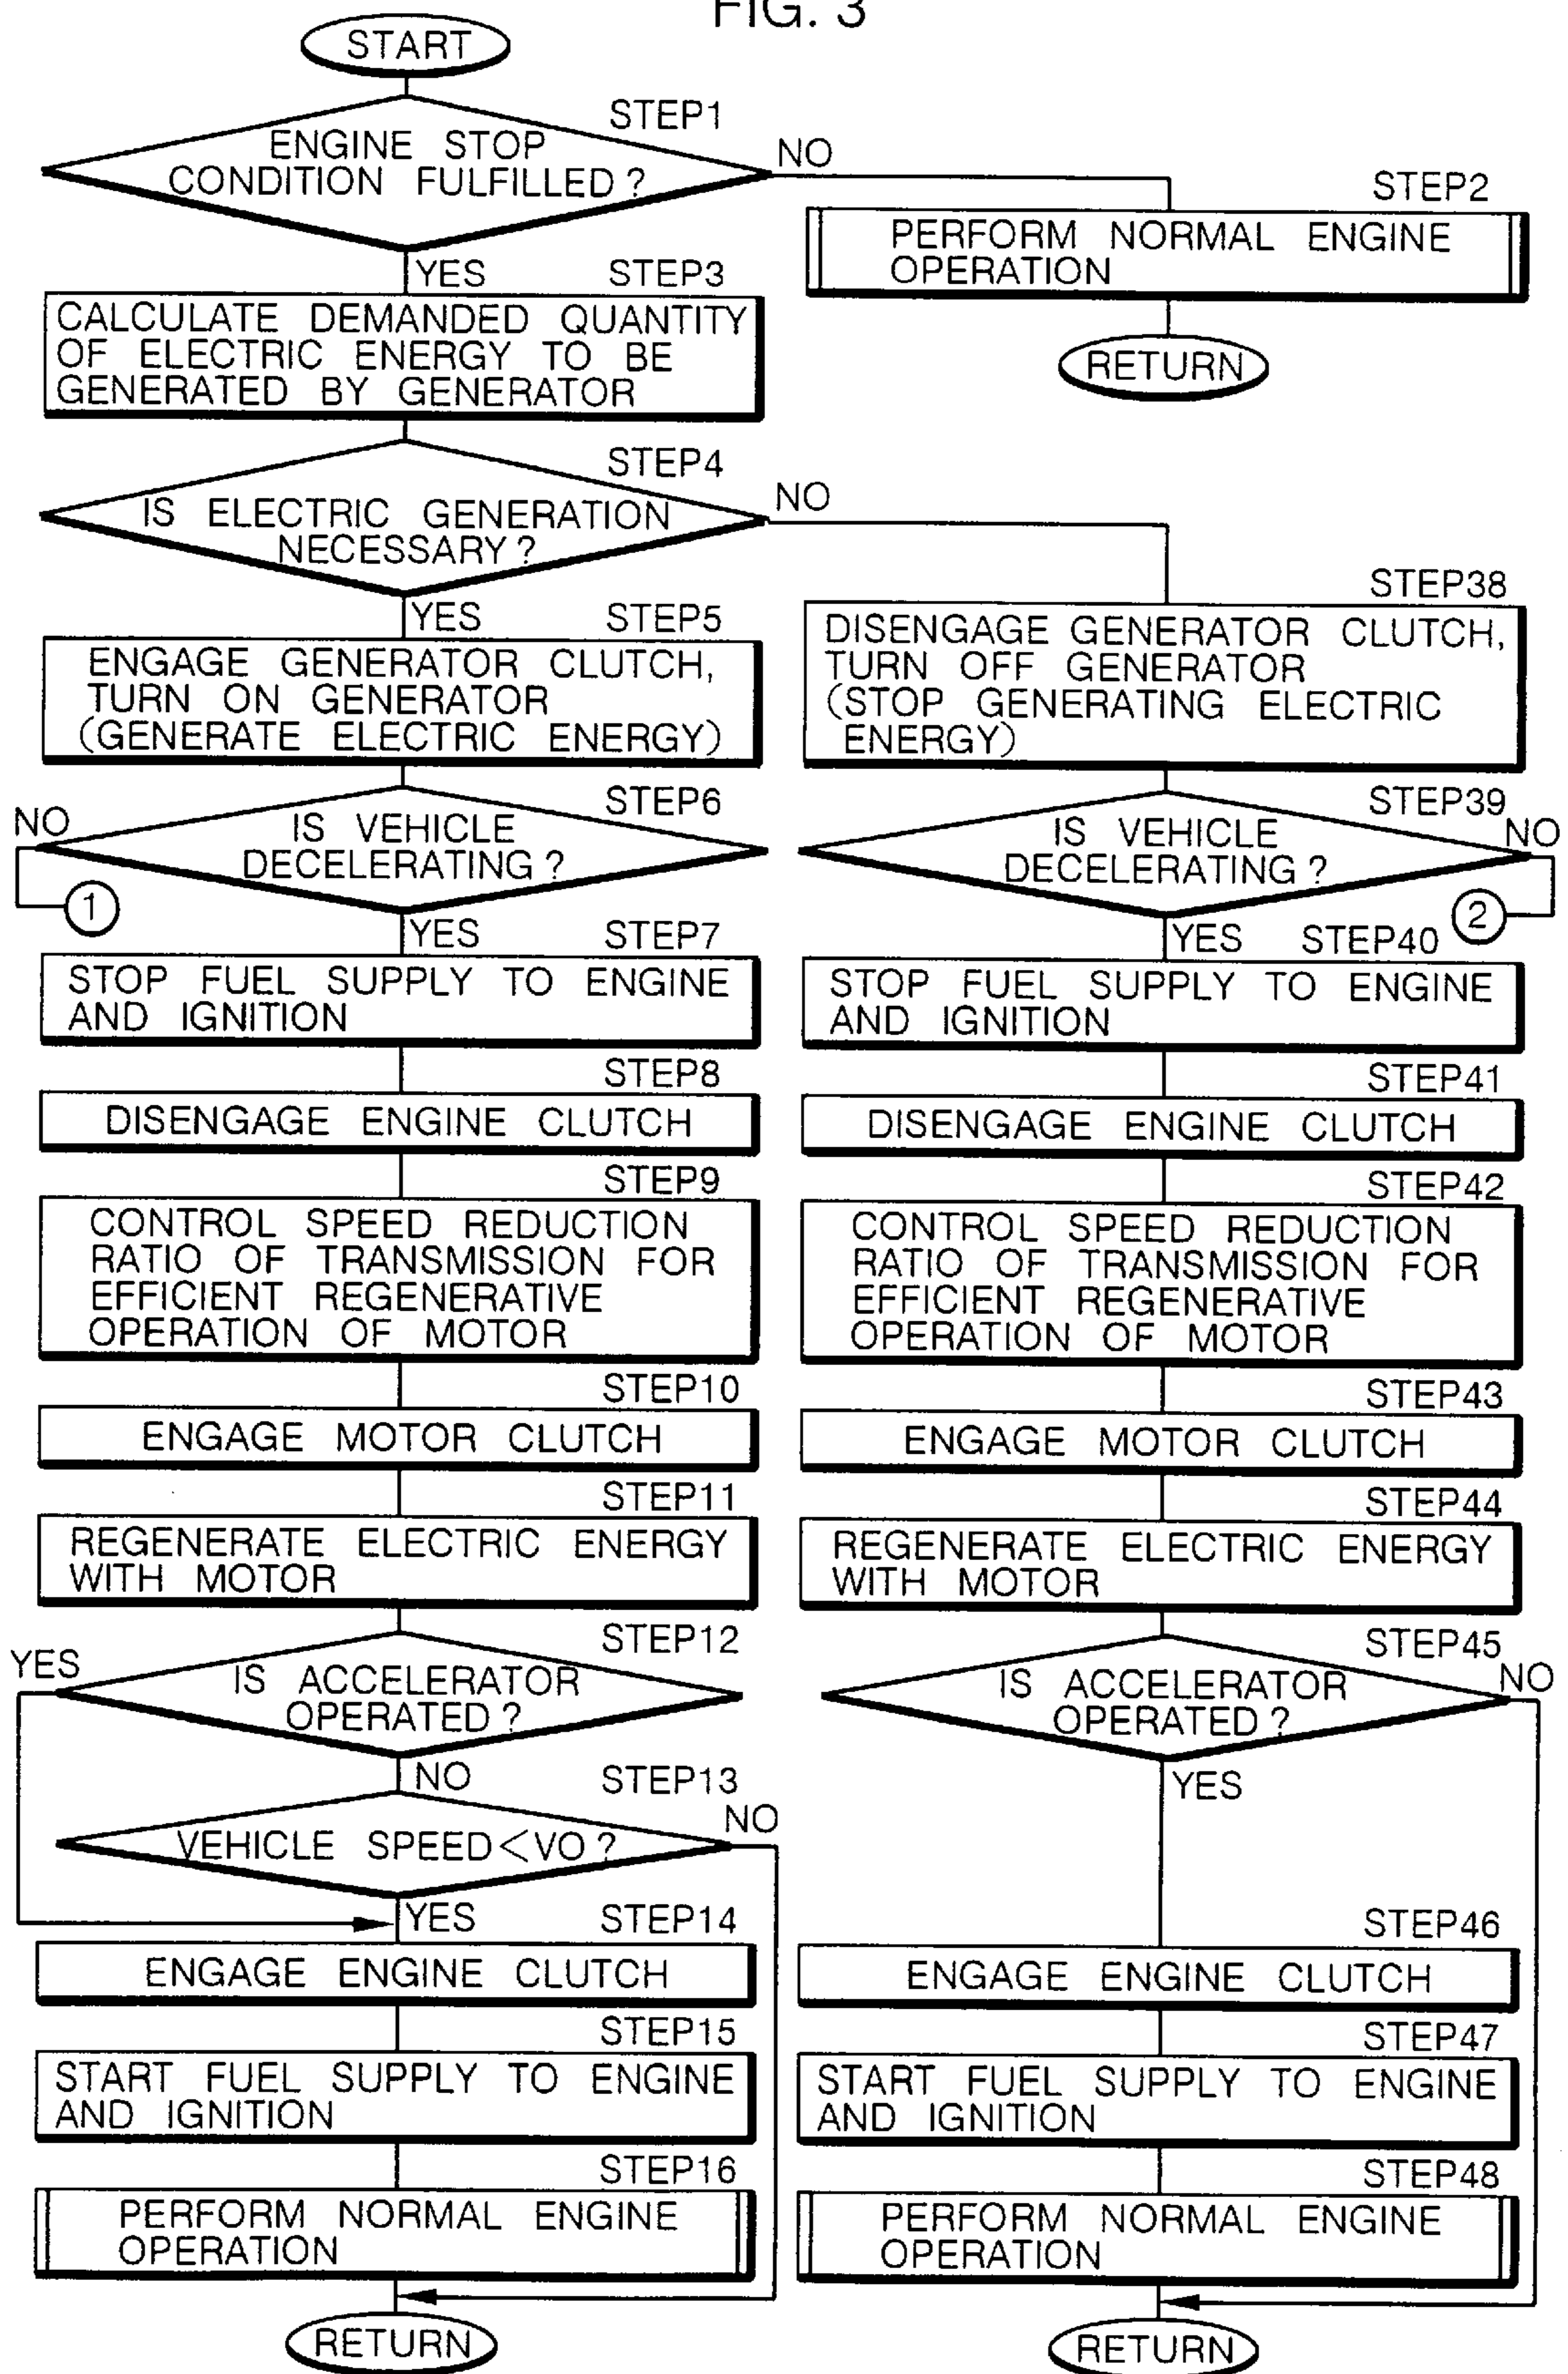 FIG. 3
START
STEP1
ENGINE STOP
CONDITION FULFILLED?
NO
STEP2
PERFORM NORMAL ENGINE
OPERATION
RETURN
YES
STEP3
CALCULATE DEMANDED QUANTITY
OF ELECTRIC ENERGY TO BE
GENERATED BY GENERATOR
STEP4
IS ELECTRIC GENERATION
NECESSARY?
NO
YES
STEP5
ENGAGE GENERATOR CLUTCH,
TURN ON GENERATOR
(GENERATE ELECTRIC ENERGY)
STEP6
NO
IS VEHICLE
DECELERATING?
1
YES
STEP7
STOP FUEL SUPPLY TO ENGINE
AND IGNITION
STEP8
DISENGAGE ENGINE CLUTCH
STEP9
CONTROL SPEED REDUCTION
RATIO OF TRANSMISSION FOR
EFFICIENT REGENERATIVE
OPERATION OF MOTOR
STEP10
ENGAGE MOTOR CLUTCH
STEP11
REGENERATE ELECTRIC ENERGY
WITH MOTOR
STEP12
YES
IS ACCELERATOR
OPERATED?
NO
STEP13
NO
VEHICLE SPEED<VO?
YES
STEP14
ENGAGE ENGINE CLUTCH
STEP15
START FUEL SUPPLY TO ENGINE
AND IGNITION
STEP16
PERFORM NORMAL ENGINE
OPERATION
RETURN
STEP38
DISENGAGE GENERATOR CLUTCH,
TURN OFF GENERATOR
(STOP GENERATING ELECTRIC
ENERGY)
STEP39
IS VEHICLE
DECELERATING?
NO
2
YES
STEP40
STOP FUEL SUPPLY TO ENGINE
AND IGNITION
STEP41
DISENGAGE ENGINE CLUTCH
STEP42
CONTROL SPEED REDUCTION
RATIO OF TRANSMISSION FOR
EFFICIENT REGENERATIVE
OPERATION OF MOTOR
STEP43
ENGAGE MOTOR CLUTCH
STEP44
REGENERATE ELECTRIC ENERGY
WITH MOTOR
STEP45
IS ACCELERATOR
OPERATED?
NO
YES
STEP46
ENGAGE ENGINE CLUTCH
STEP47
START FUEL SUPPLY TO ENGINE
AND IGNITION
STEP48
PERFORM NORMAL ENGINE
OPERATION
RETURN